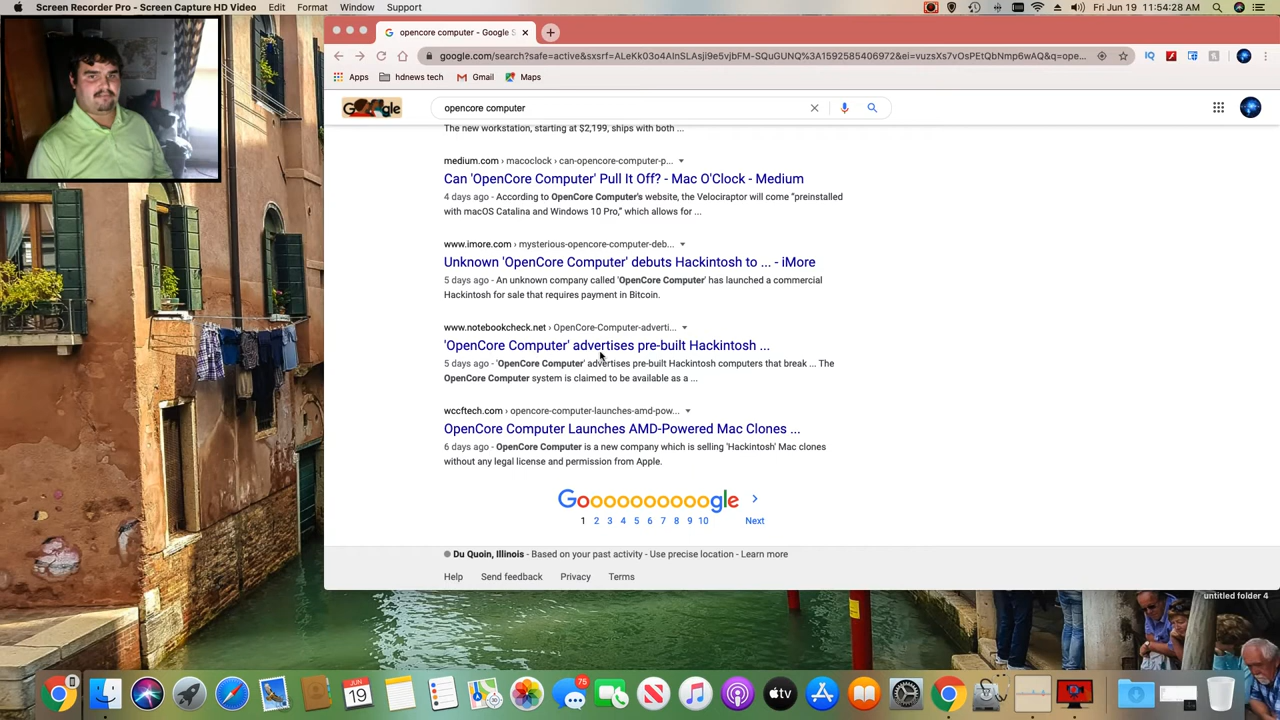 Screen Recorder Pro - Screen Capture HD Video Edit Format Window Support Fri Jun 19 11:54:28 AM
opencore computer - Google S
google.com/search?safe=active&sxsrf=ALeKk03o4AInSLAsji9e5vjbFM-SQuGUNQ%3A1592585406972&ei=vuzsXs7vOsPEtQbNmp6wAQ&q=ope...
Apps hdnews tech Gmail Maps
opencore computer
The new workstation, starting at $2,199, ships with both ...
medium.com › macoclock › can-opencore-computer-p...
Can 'OpenCore Computer' Pull It Off? - Mac O'Clock - Medium
4 days ago - According to OpenCore Computer's website, the Velociraptor will come “preinstalled
with macOS Catalina and Windows 10 Pro,” which allows for ...
www.imore.com › mysterious-opencore-computer-deb...
Unknown 'OpenCore Computer' debuts Hackintosh to ... - iMore
5 days ago - An unknown company called 'OpenCore Computer' has launched a commercial
Hackintosh for sale that requires payment in Bitcoin.
www.notebookcheck.net › OpenCore-Computer-adverti...
'OpenCore Computer' advertises pre-built Hackintosh ...
5 days ago - 'OpenCore Computer' advertises pre-built Hackintosh computers that break ... The
OpenCore Computer system is claimed to be available as a ...
wccftech.com › opencore-computer-launches-amd-pow...
OpenCore Computer Launches AMD-Powered Mac Clones ...
6 days ago - OpenCore Computer is a new company which is selling 'Hackintosh' Mac clones
without any legal license and permission from Apple.
Goooooooooogle
1 2 3 4 5 6 7 8 9 10 Next
Du Quoin, Illinois - Based on your past activity - Use precise location - Learn more
Help Send feedback Privacy Terms
untitled folder 4
JUN
19
75
tv